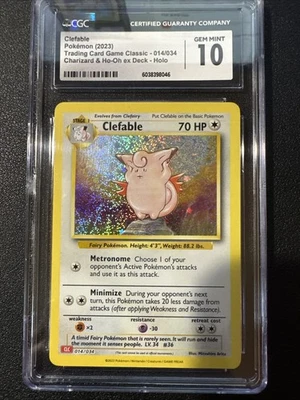 CGC CERTIFIED GUARANTY COMPANY
Clefable
Pokémon (2023)
Trading Card Game Classic - 014/034
Charizard & Ho-Oh ex Deck - Holo
GEM MINT
10
6038398046
STAGE 1
Evolves from Clefairy
Put Clefable on the Basic Pokémon
Clefable 70 HP
Fairy Pokémon. Height: 4'3", Weight: 88.2 lbs.
Metronome Choose 1 of your
opponent's Active Pokémon's
attacks and
use it as this attack.
Minimize During your opponent's next
turn, this Pokémon takes 20 less damage from
attacks (after applying Weakness and Resistance).
weakness resistance retreat cost
×2 -30
A timid Fairy Pokémon that is rarely seen. It will run and hide
the moment it senses people. LV. 34 #36
014/034